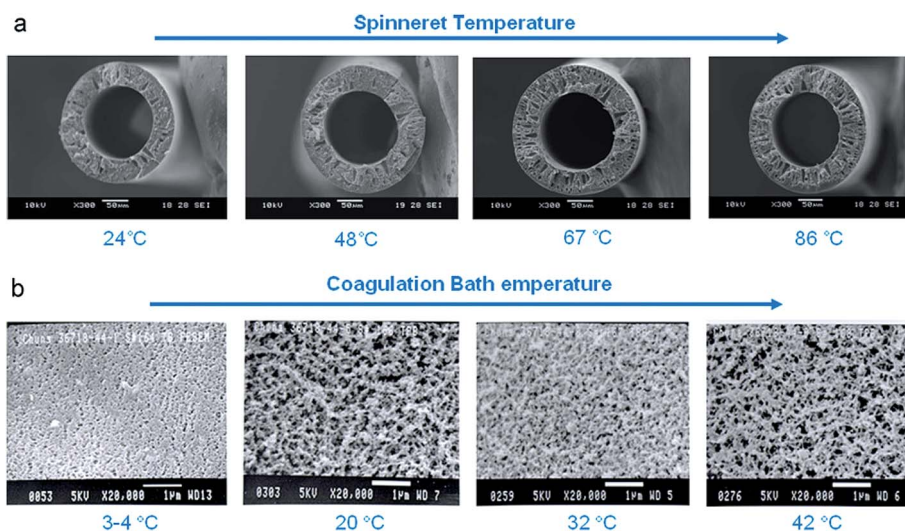 a
Spinneret Temperature
10kV X300 50μm 18 28 SEI
10kV X300 50μm 19 28 SEI
10kV X300 50μm 18 28 SEI
10kV X300 50μm 18 28 SEI
24°C
48°C
67 °C
86 °C
b
Coagulation Bath emperature
Chung 36718-44-
0053 5KV X20,000 1μm WD13
0303 5KV X20,000 1μm WD 7
0259 5KV X20,000 1μm WD 5
0276 5KV X20,000 1μm WD 6
3-4 °C
20 °C
32 °C
42 °C